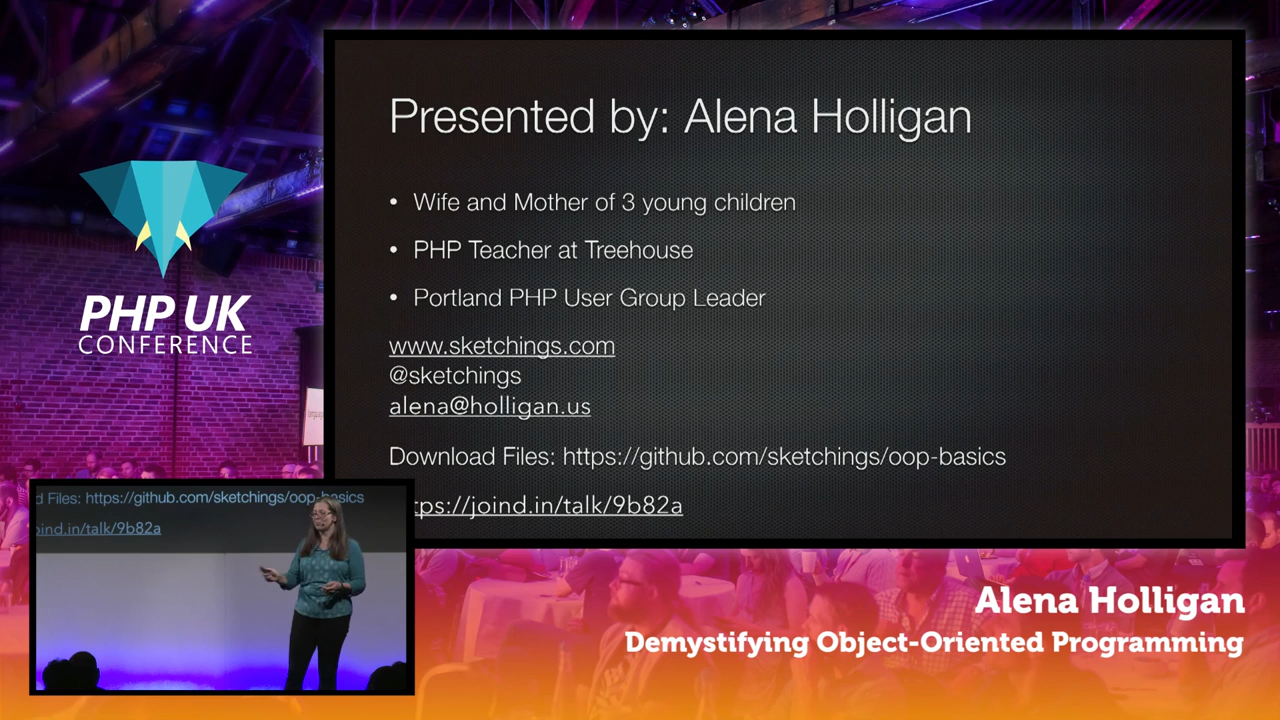 Presented by: Alena Holligan
• Wife and Mother of 3 young children
• PHP Teacher at Treehouse
• Portland PHP User Group Leader
www.sketchings.com
@sketchings
alena@holligan.us
Download Files: https://github.com/sketchings/oop-basics
tps://joind.in/talk/9b82a
PHP UK
CONFERENCE
d Files: https://github.com/sketchings/oop-basics
oind.in/talk/9b82a
Alena Holligan
Demystifying Object-Oriented Programming